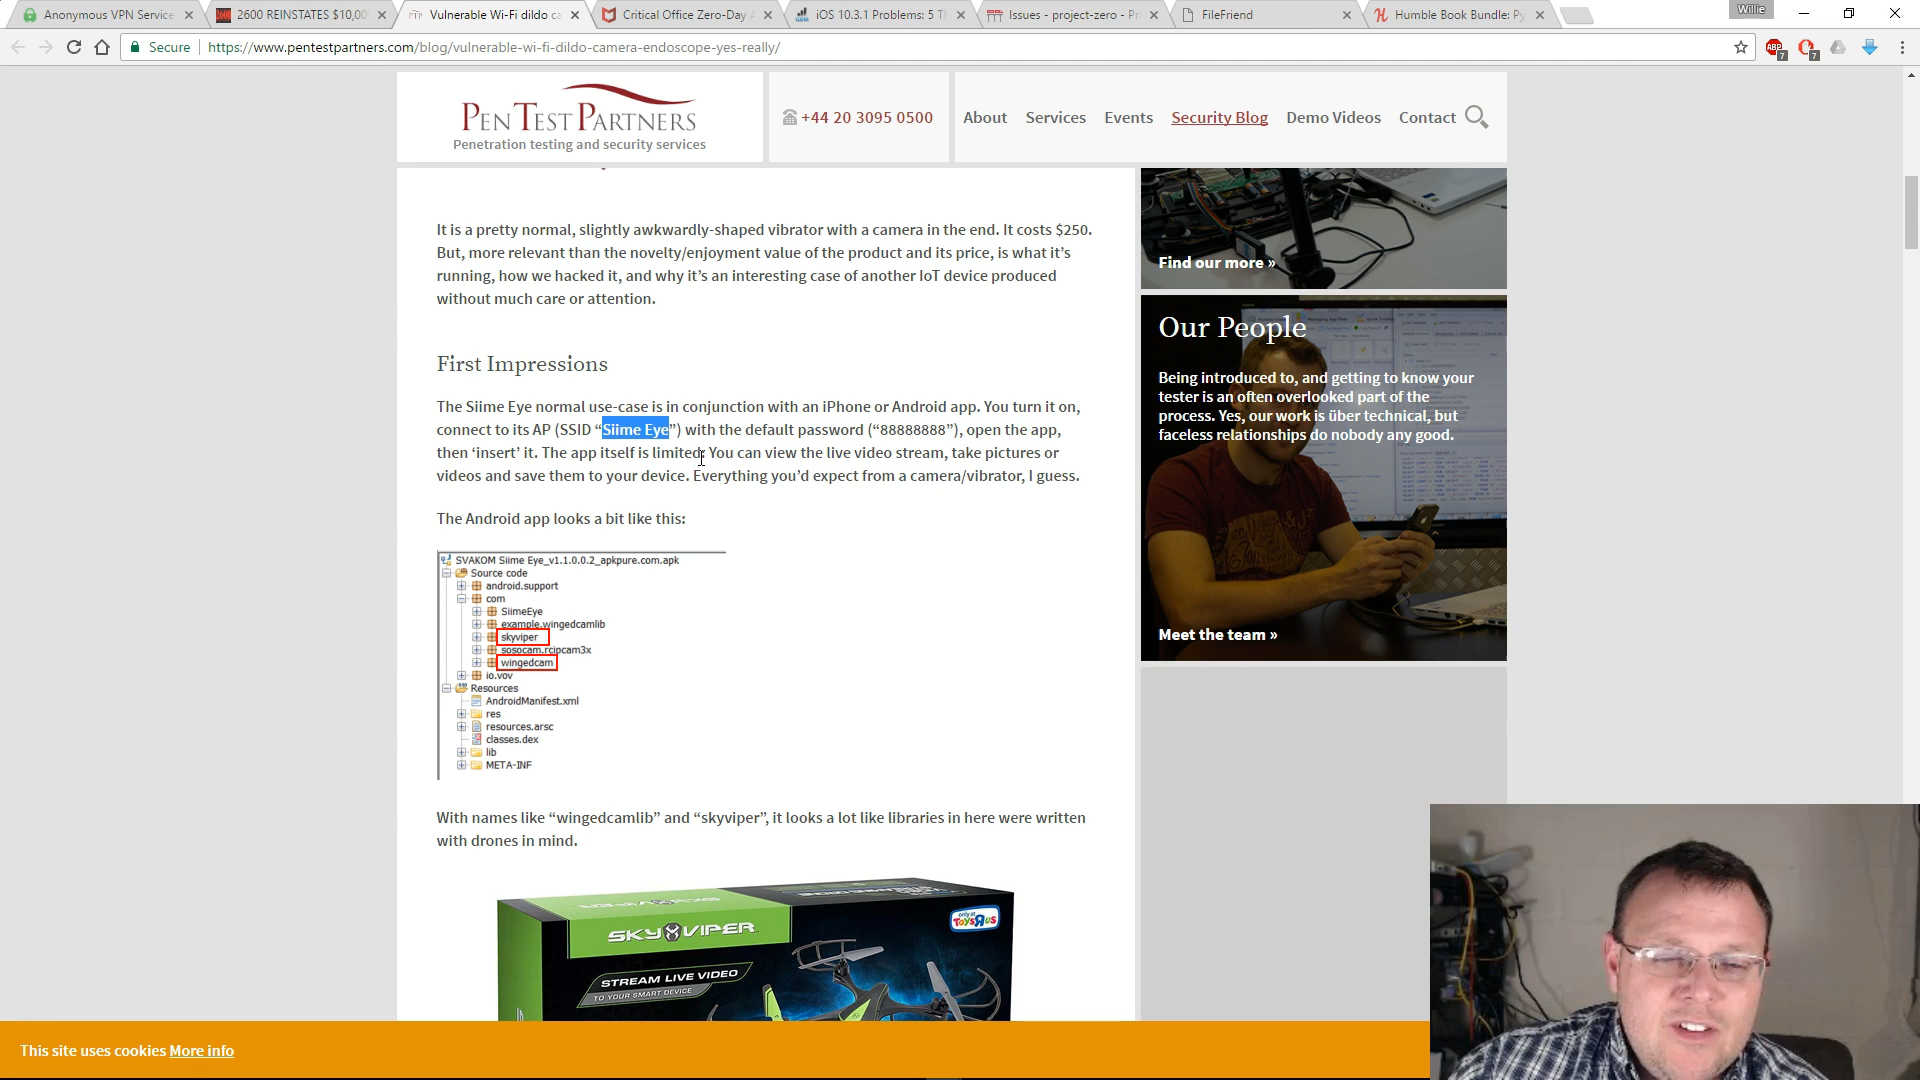 Anonymous VPN Service
2600 REINSTATES $10,00
Vulnerable Wi-Fi dildo ca
Critical Office Zero-Day
iOS 10.3.1 Problems: 5 T
Issues - project-zero - Pr
FileFriend
Humble Book Bundle: Py
Willie
Secure
https://www.pentestpartners.com/blog/vulnerable-wi-fi-dildo-camera-endoscope-yes-really/
ABP
7
7
PEN TEST PARTNERS
Penetration testing and security services
+44 20 3095 0500
About
Services
Events
Security Blog
Demo Videos
Contact
It is a pretty normal, slightly awkwardly-shaped vibrator with a camera in the end. It costs $250.
But, more relevant than the novelty/enjoyment value of the product and its price, is what it’s
running, how we hacked it, and why it’s an interesting case of another IoT device produced
without much care or attention.
First Impressions
The Siime Eye normal use-case is in conjunction with an iPhone or Android app. You turn it on,
connect to its AP (SSID “Siime Eye”) with the default password (“88888888”), open the app,
then ‘insert’ it. The app itself is limited: You can view the live video stream, take pictures or
videos and save them to your device. Everything you’d expect from a camera/vibrator, I guess.
The Android app looks a bit like this:
SVAKOM Siime Eye_v1.1.0.0.2_apkpure.com.apk
Source code
android.support
com
SiimeEye
example.wingedcamlib
skyviper
sosocam.rcipcam3x
wingedcam
io.vov
Resources
AndroidManifest.xml
res
resources.arsc
classes.dex
lib
META-INF
With names like “wingedcamlib” and “skyviper”, it looks a lot like libraries in here were written
with drones in mind.
SKY VIPER
only at
TOYSRUS
SKY VIPER
STREAM LIVE VIDEO
TO YOUR SMART DEVICE
Find our more »
Our People
Being introduced to, and getting to know your
tester is an often overlooked part of the
process. Yes, our work is über technical, but
faceless relationships do nobody any good.
Meet the team »
This site uses cookies More info